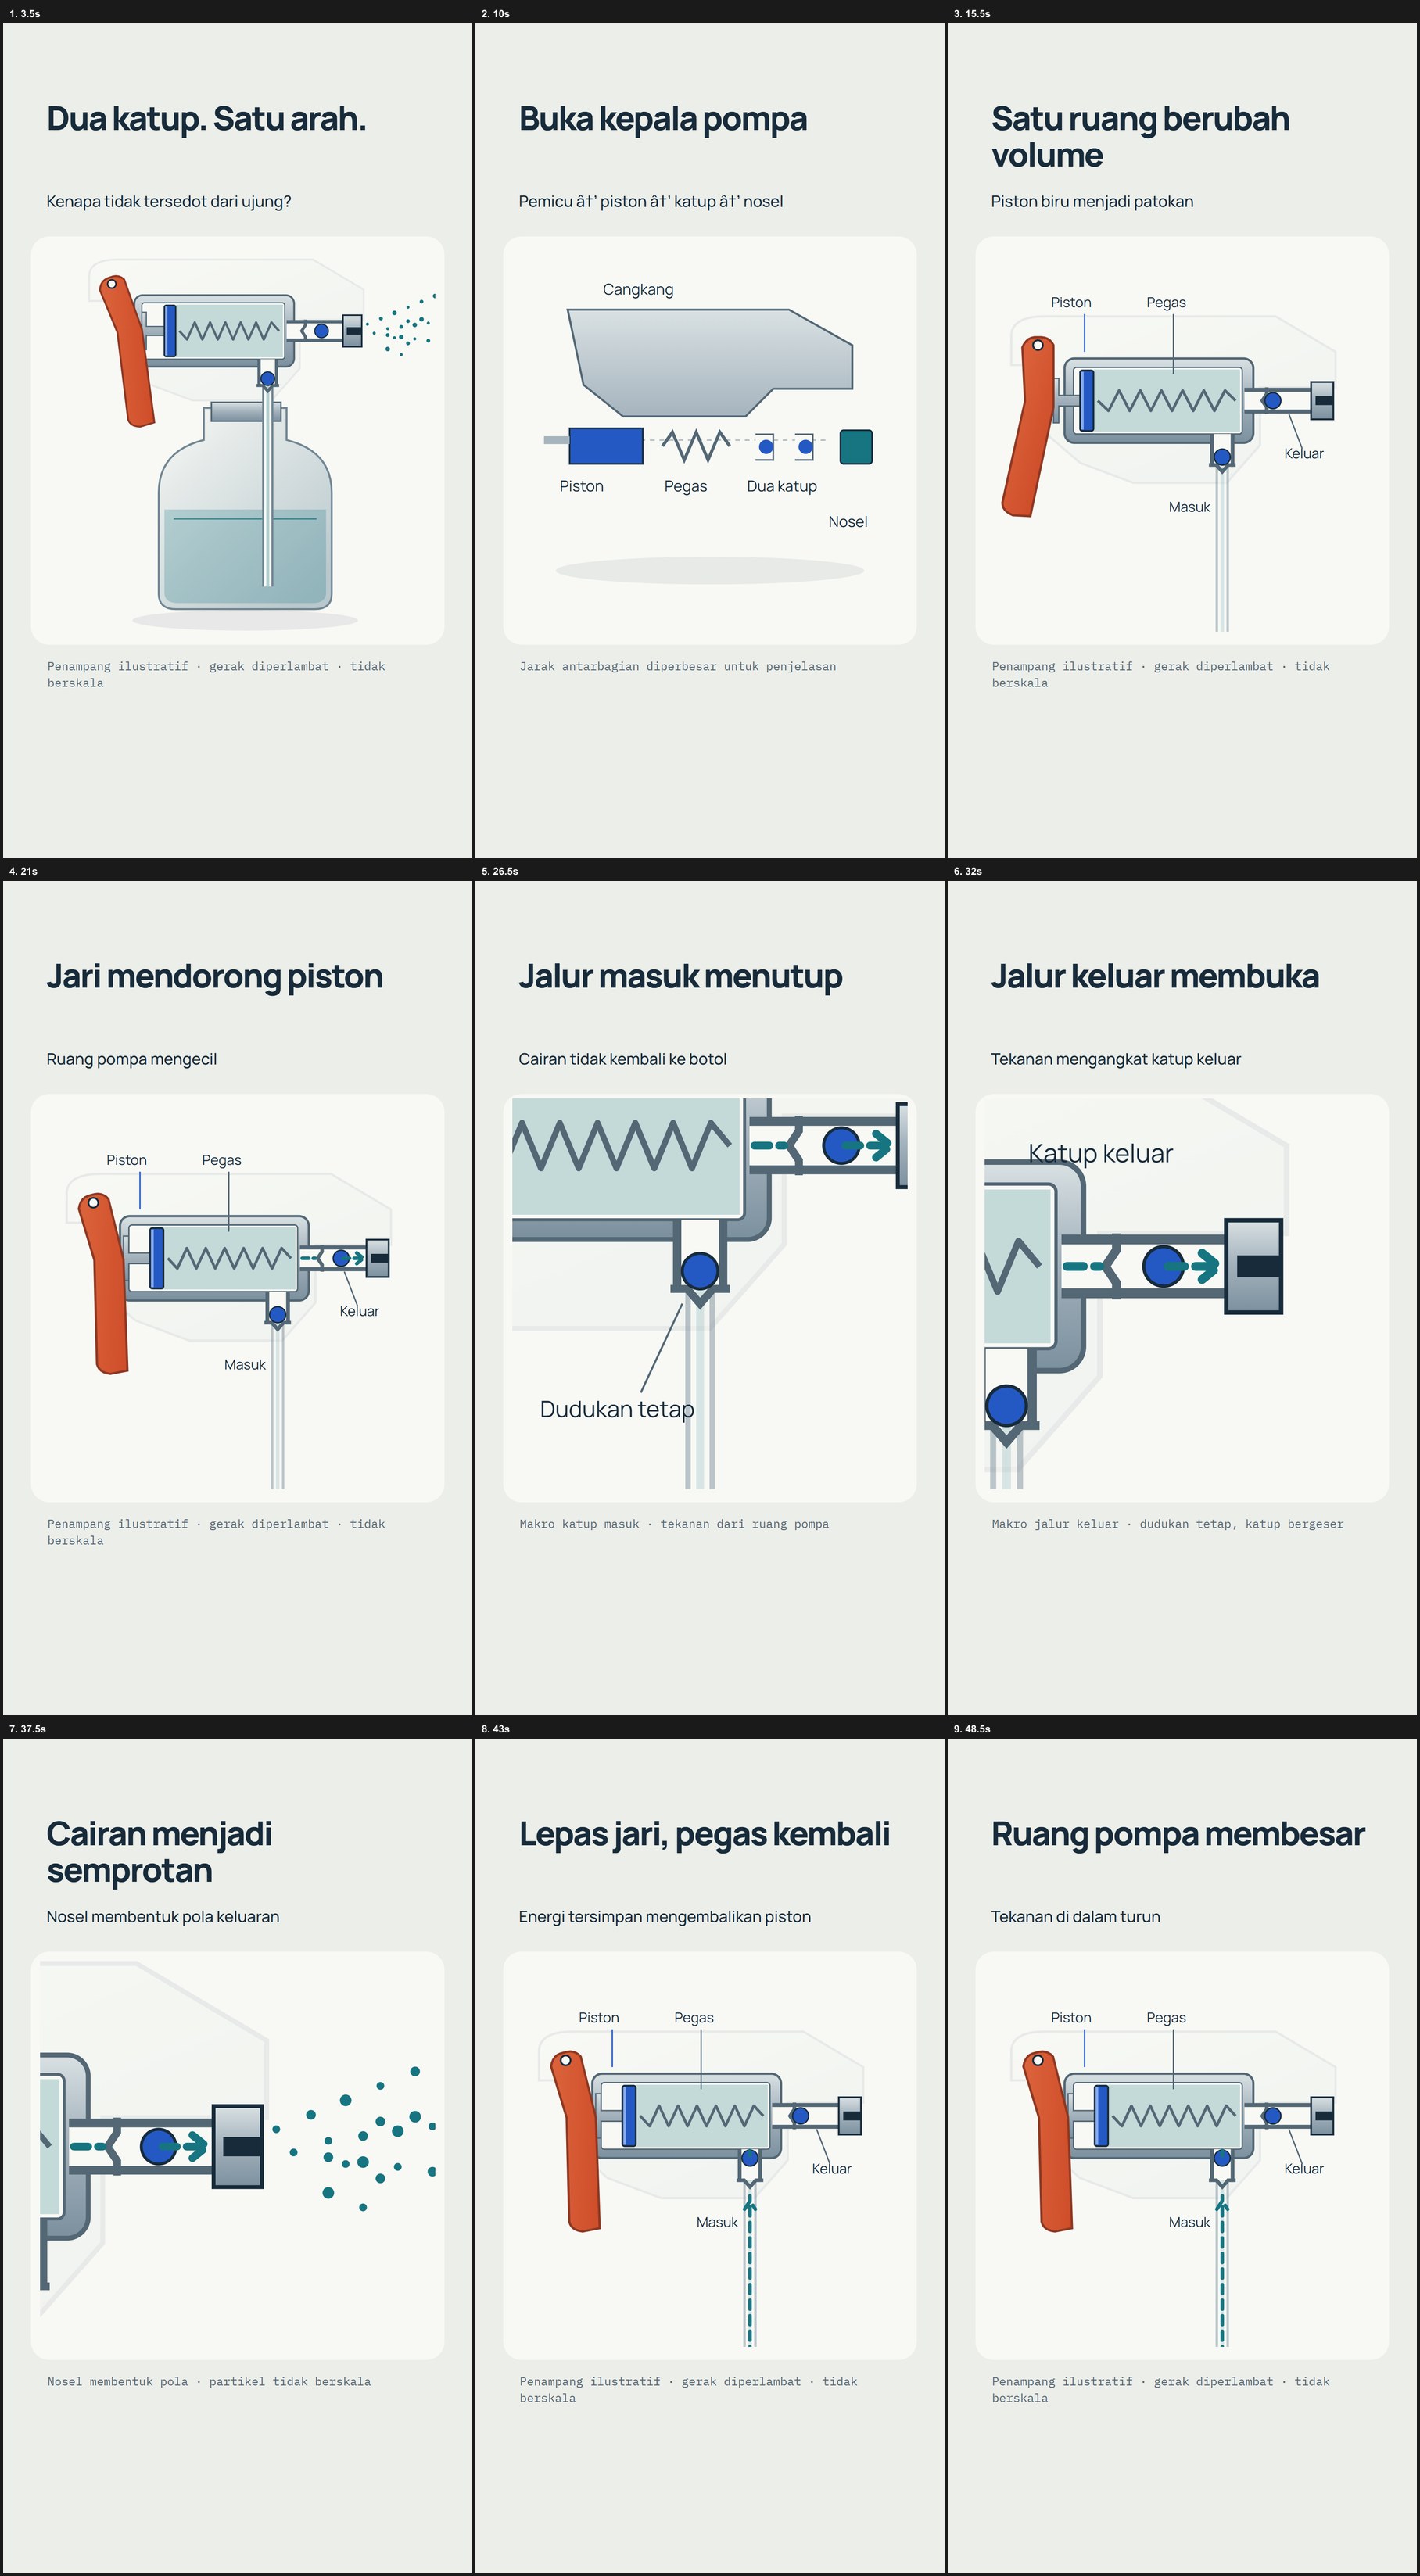 1. 3.5s
Dua katup. Satu arah.
Kenapa tidak tersedot dari ujung?
Penampang ilustratif · gerak diperlambat · tidak
berskala
2. 10s
Buka kepala pompa
Pemicu â†’ piston â†’ katup â†’ nosel
Cangkang
Piston
Pegas
Dua katup
Nosel
Jarak antarbagian diperbesar untuk penjelasan
3. 15.5s
Satu ruang berubah
volume
Piston biru menjadi patokan
Piston
Pegas
Keluar
Masuk
Penampang ilustratif · gerak diperlambat · tidak
berskala
4. 21s
Jari mendorong piston
Ruang pompa mengecil
Piston
Pegas
Keluar
Masuk
Penampang ilustratif · gerak diperlambat · tidak
berskala
5. 26.5s
Jalur masuk menutup
Cairan tidak kembali ke botol
Dudukan tetap
Makro katup masuk · tekanan dari ruang pompa
6. 32s
Jalur keluar membuka
Tekanan mengangkat katup keluar
Katup keluar
Makro jalur keluar · dudukan tetap, katup bergeser
7. 37.5s
Cairan menjadi
semprotan
Nosel membentuk pola keluaran
Nosel membentuk pola · partikel tidak berskala
8. 43s
Lepas jari, pegas kembali
Energi tersimpan mengembalikan piston
Piston
Pegas
Keluar
Masuk
Penampang ilustratif · gerak diperlambat · tidak
berskala
9. 48.5s
Ruang pompa membesar
Tekanan di dalam turun
Piston
Pegas
Keluar
Masuk
Penampang ilustratif · gerak diperlambat · tidak
berskala